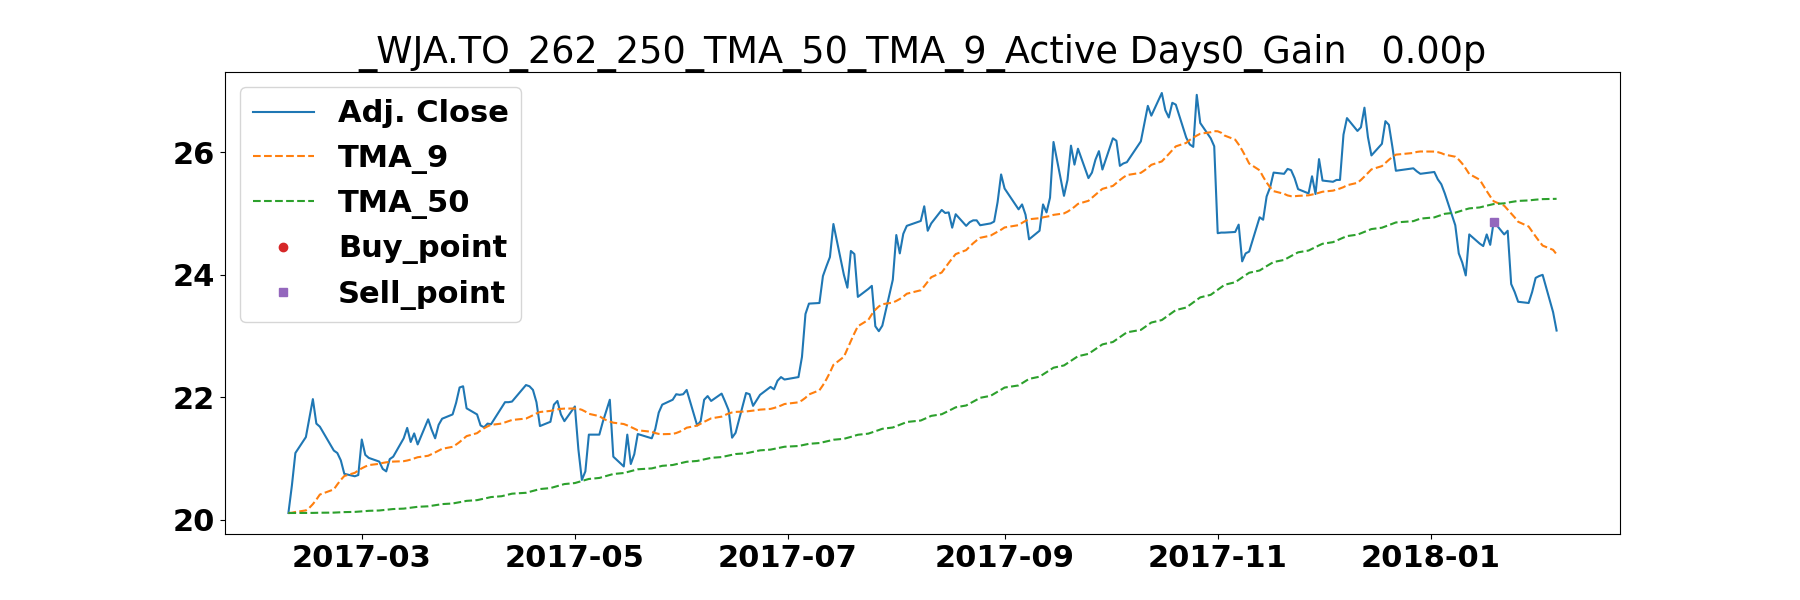 _WJA.TO_262_250_TMA_50_TMA_9_Active Days0_Gain   0.00p
Adj. Close
TMA_9
TMA_50
Buy_point
Sell_point
26
24
22
20
2017-03 2017-05 2017-07 2017-09 2017-11 2018-01